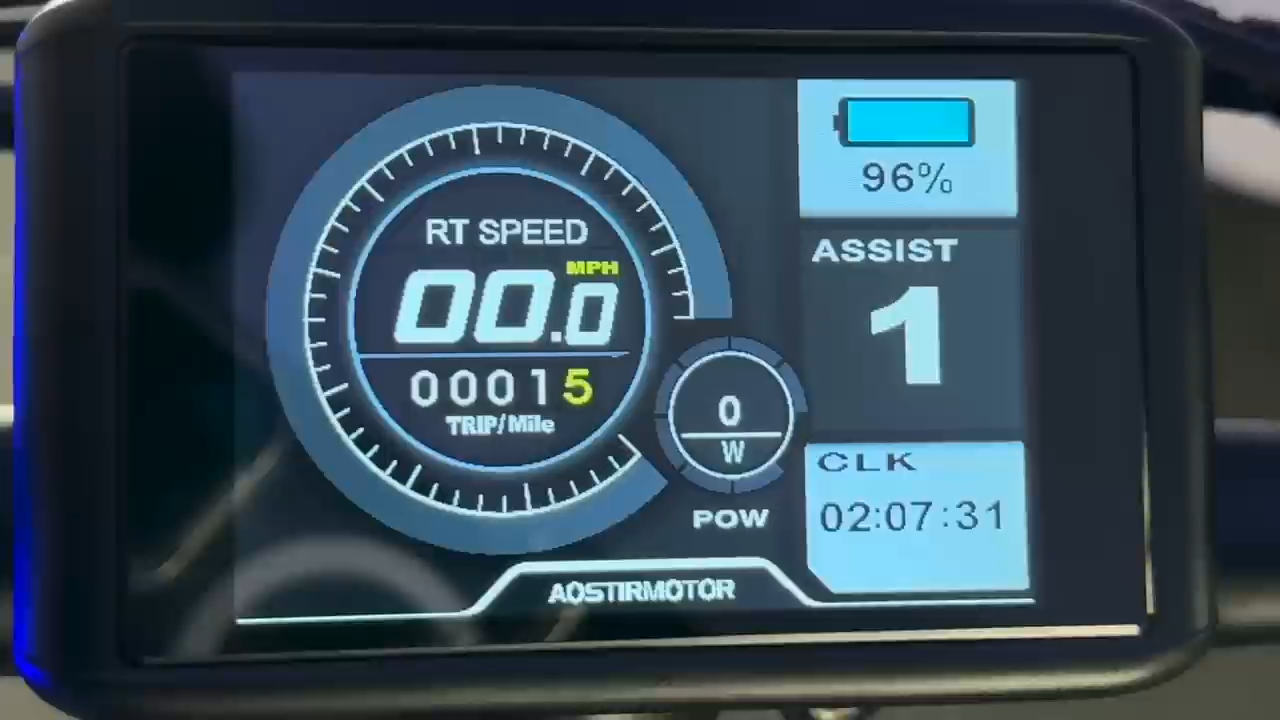 RT SPEED
MPH
00.0
00015
TRIP/Mile
0
W
POW
96%
ASSIST
1
CLK
02:07:31
AOSTIRMOTOR